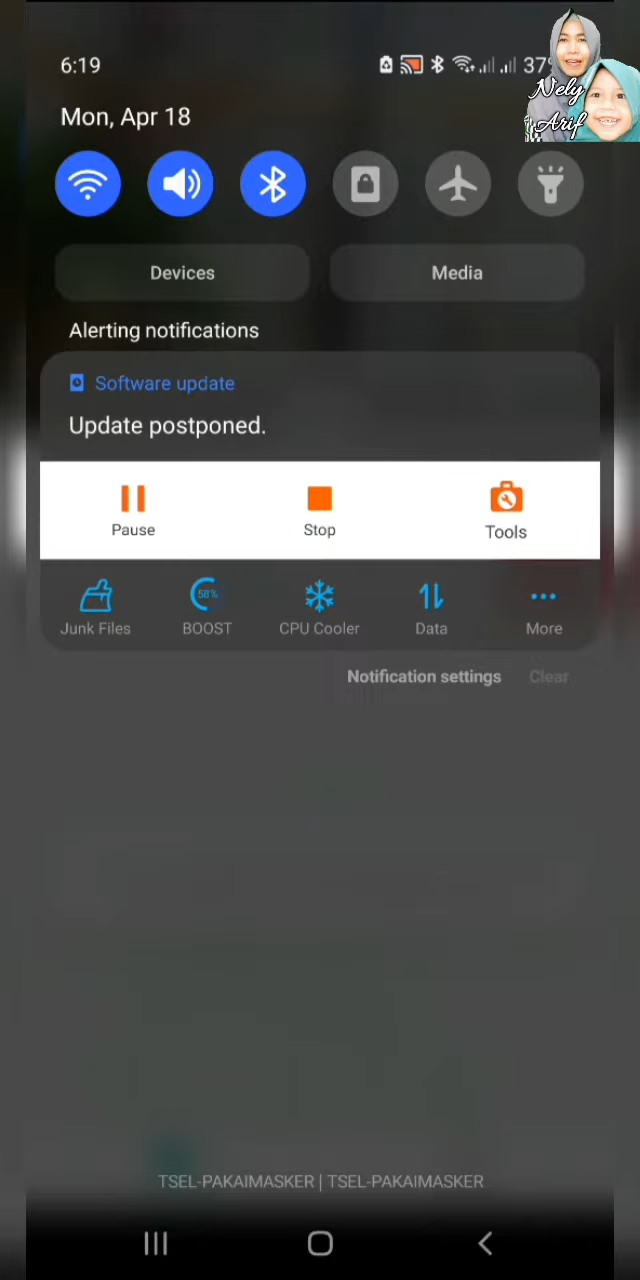 6:19
37%
Nely
Arif
Mon, Apr 18
Devices
Media
Alerting notifications
Software update
Update postponed.
Pause
Stop
Tools
58%
Junk Files
BOOST
CPU Cooler
Data
More
Notification settings
Clear
TSEL-PAKAIMASKER | TSEL-PAKAIMASKER